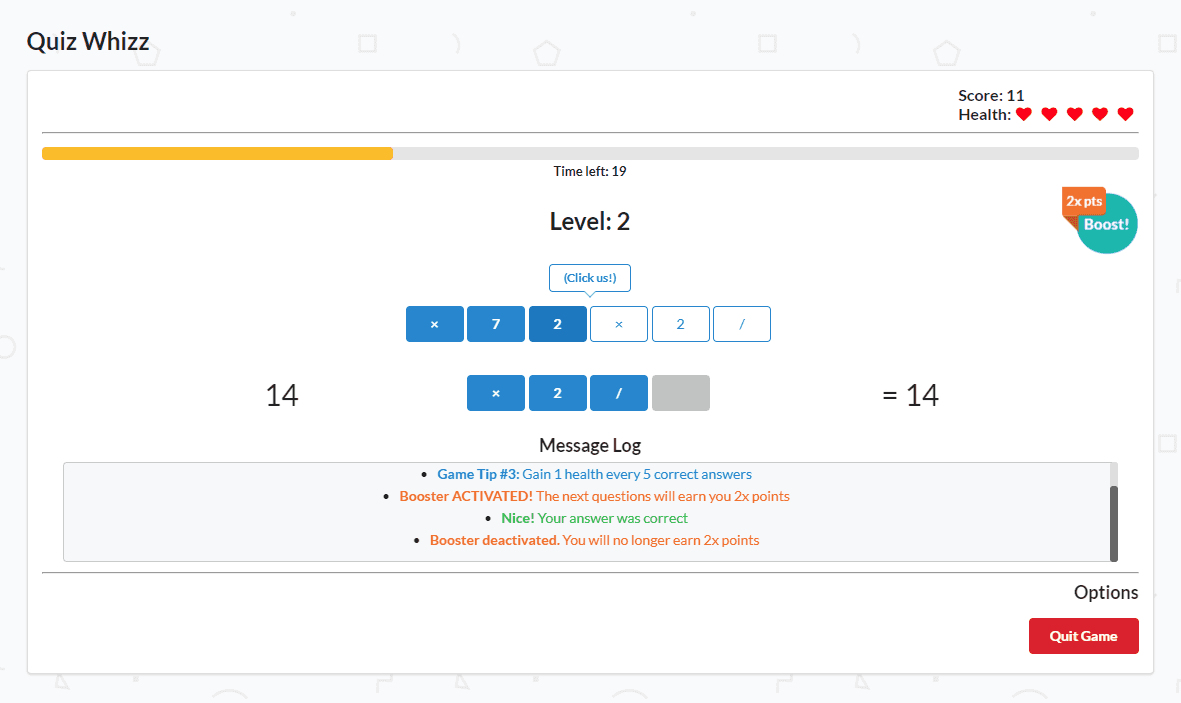 Quiz Whizz
Score: 11
Health:
Time left: 19
2x pts
Boost!
Level: 2
(Click us!)
× 7 2 × 2 /
14 × 2 / = 14
Message Log
Game Tip #3: Gain 1 health every 5 correct answers
Booster ACTIVATED! The next questions will earn you 2x points
Nice! Your answer was correct
Booster deactivated. You will no longer earn 2x points
Options
Quit Game